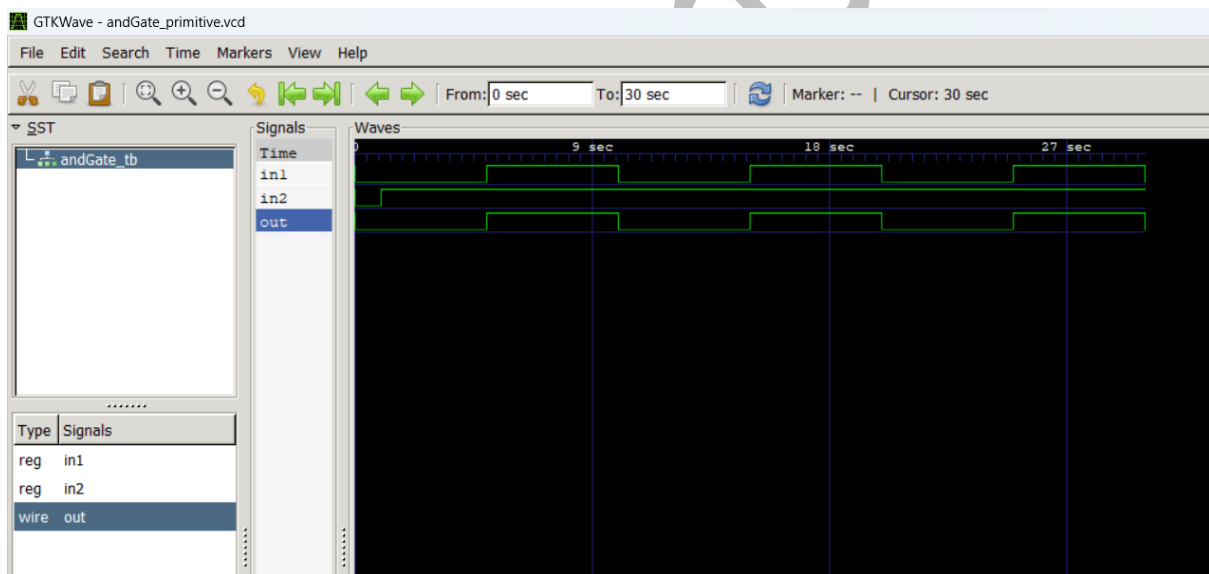 GTKWave - andGate_primitive.vcd
File Edit Search Time Markers View Help
From: 0 sec To: 30 sec Marker: -- | Cursor: 30 sec
SST
andGate_tb
Type Signals
reg in1
reg in2
wire out
Signals
Time
in1
in2
out
Waves
0 9 sec 18 sec 27 sec